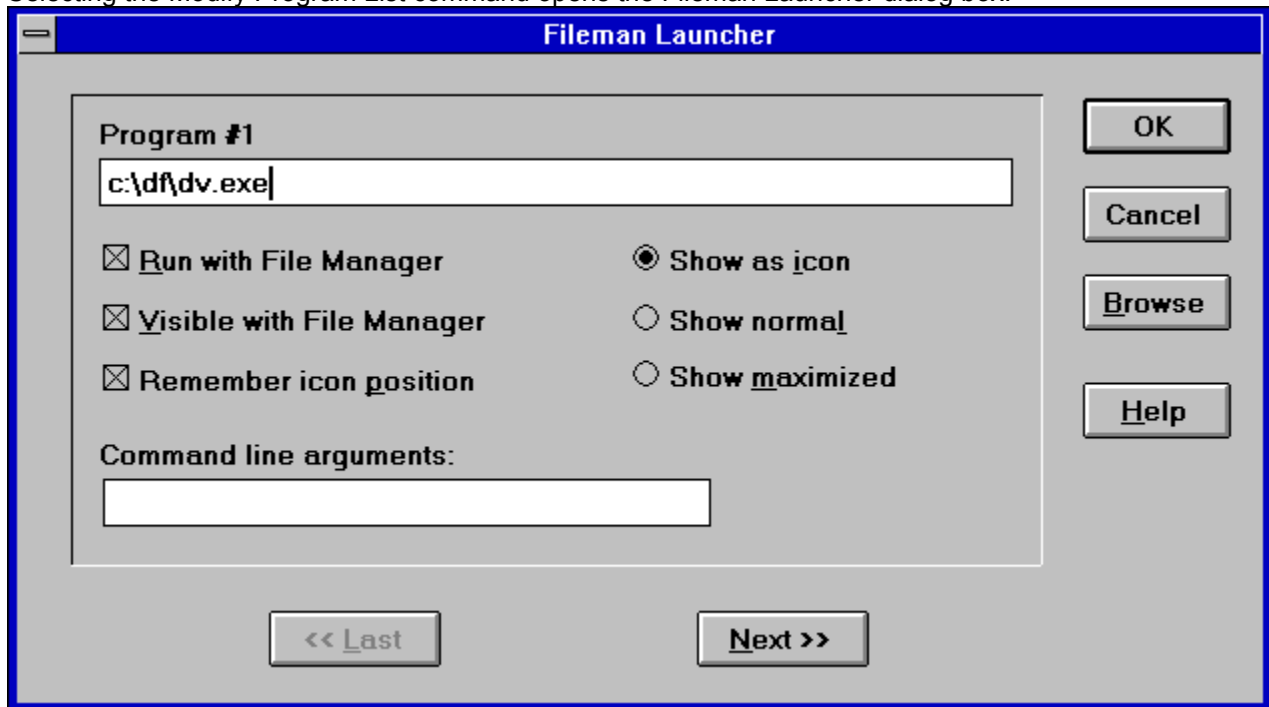 Selecting the Modify Program List command opens the Fileman Launcher dialog box.
Fileman Launcher
Program #1
c:\df\dv.exe
Run with File Manager
Show as icon
Visible with File Manager
Show normal
Remember icon position
Show maximized
Command line arguments:
<< Last
Next >>
OK
Cancel
Browse
Help